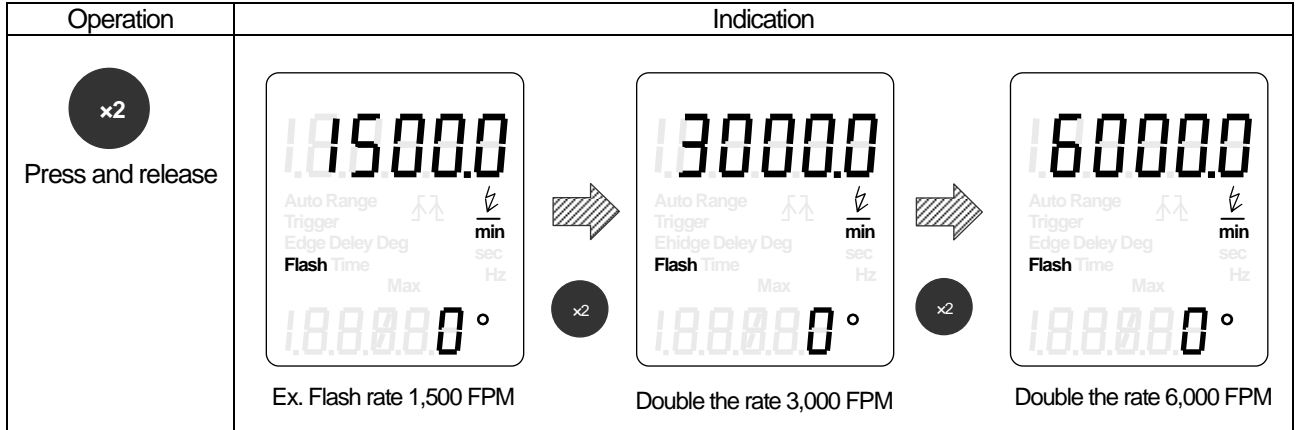 Operation
Indication
×2
Press and release
1500.0
Auto Range
Trigger
min
Edge Deley Deg
sec
Flash Time
Hz
Max
0°
Ex. Flash rate 1,500 FPM
×2
3000.0
Auto Range
Trigger
min
Ehidge Deley Deg
sec
Flash Time
Hz
Max
0°
Double the rate 3,000 FPM
×2
6000.0
Auto Range
Trigger
min
Edge Deley Deg
sec
Flash Time
Hz
Max
0°
Double the rate 6,000 FPM